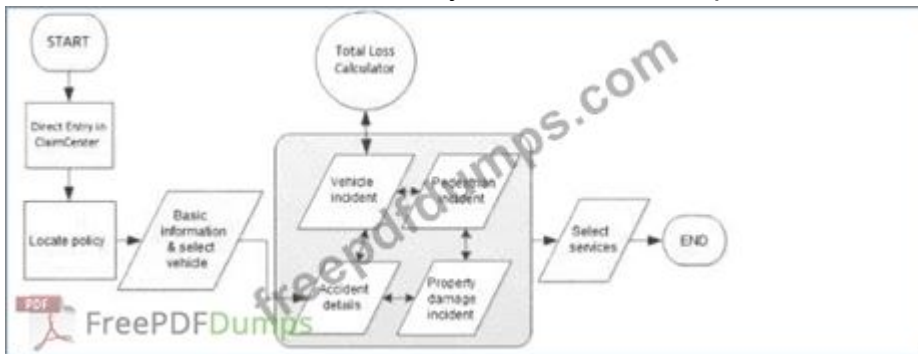 START
Total Loss
Calculator
Direct Entry in
ClaimCenter
Vehicle
incident
Pedestrian
incident
Locate policy
Basic
information
& select
vehicle
Select
services
END
Accident
details
Property
damage
incident
freepdfdumps.com
PDF
FreePDFDumps